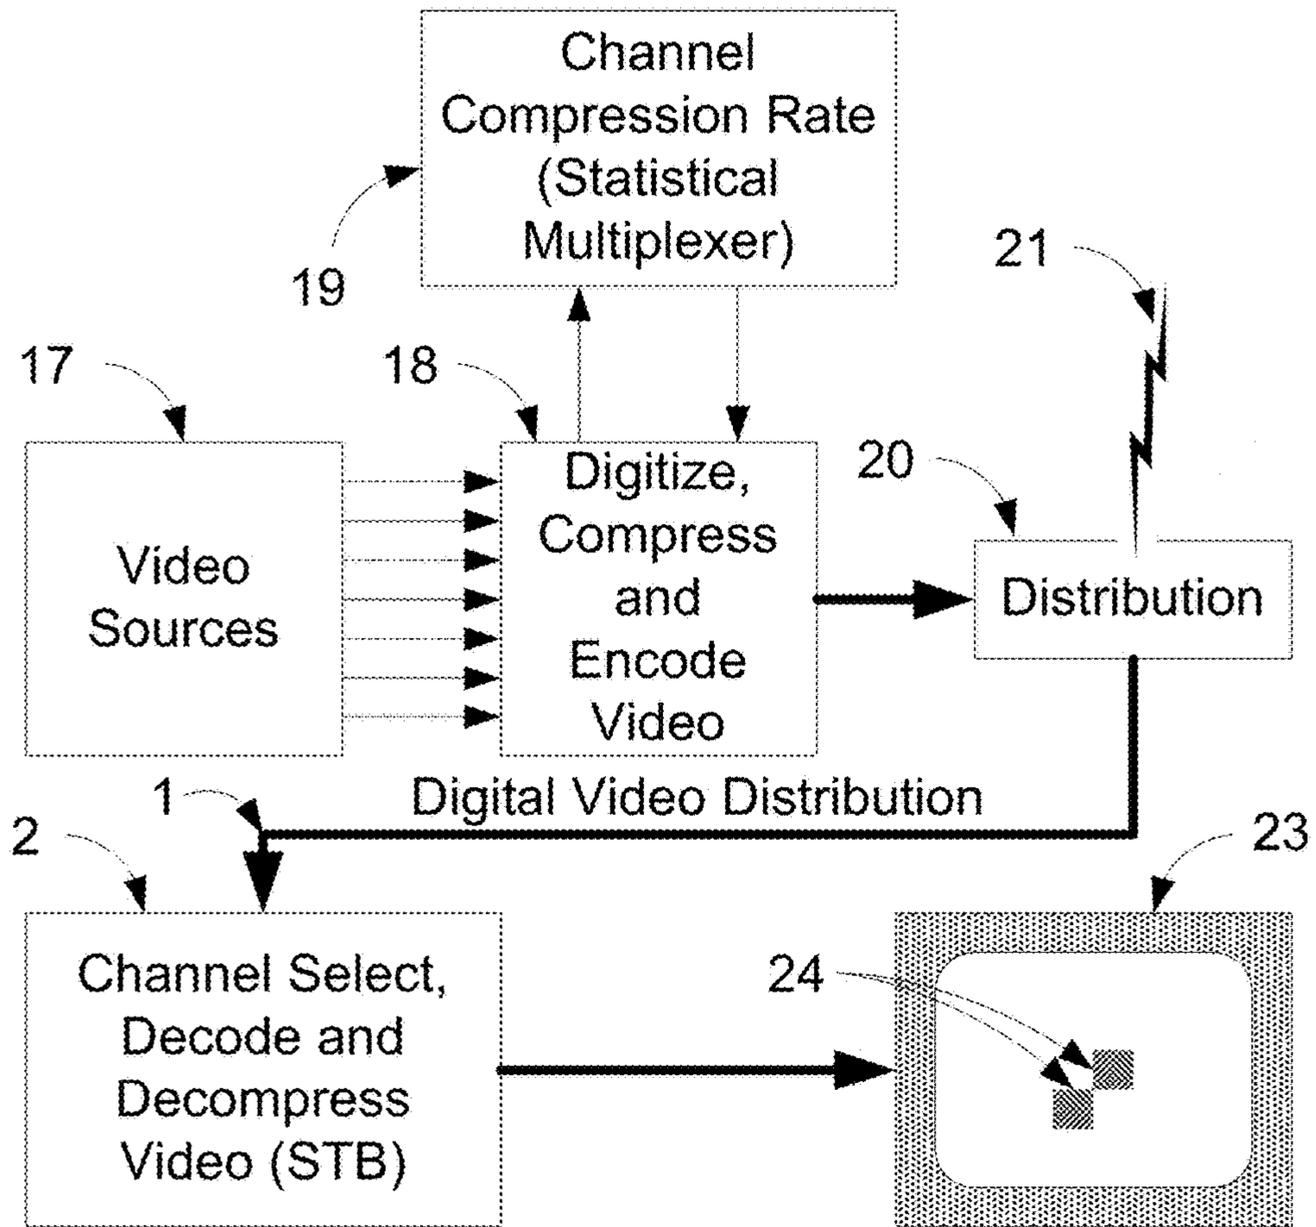 Channel
Compression Rate
(Statistical
Multiplexer)
19
21
17
18
20
Video
Sources
Digitize,
Compress
and
Encode
Video
Distribution
1
Digital Video Distribution
2
23
Channel Select,
Decode and
Decompress
Video (STB)
24